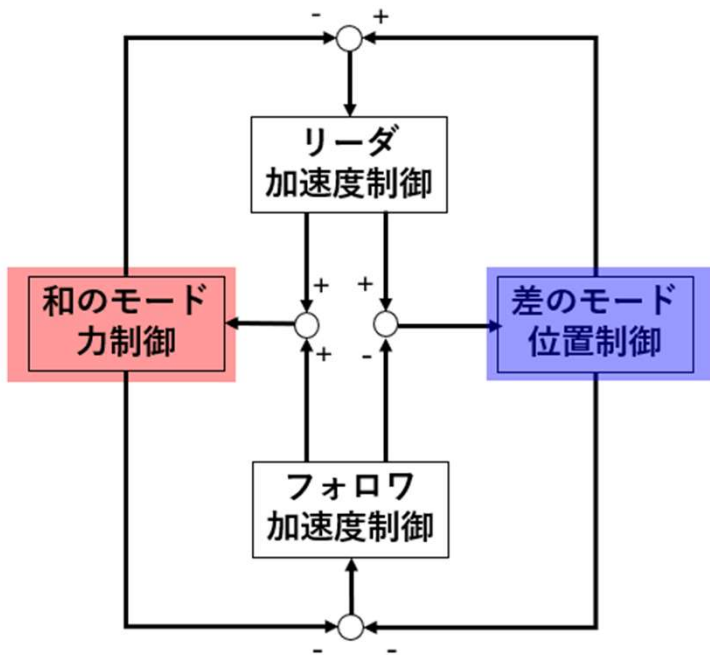 - +
リーダ
加速度制御
+ +
和のモード
力制御
差のモード
位置制御
+ -
フォロワ
加速度制御
- -